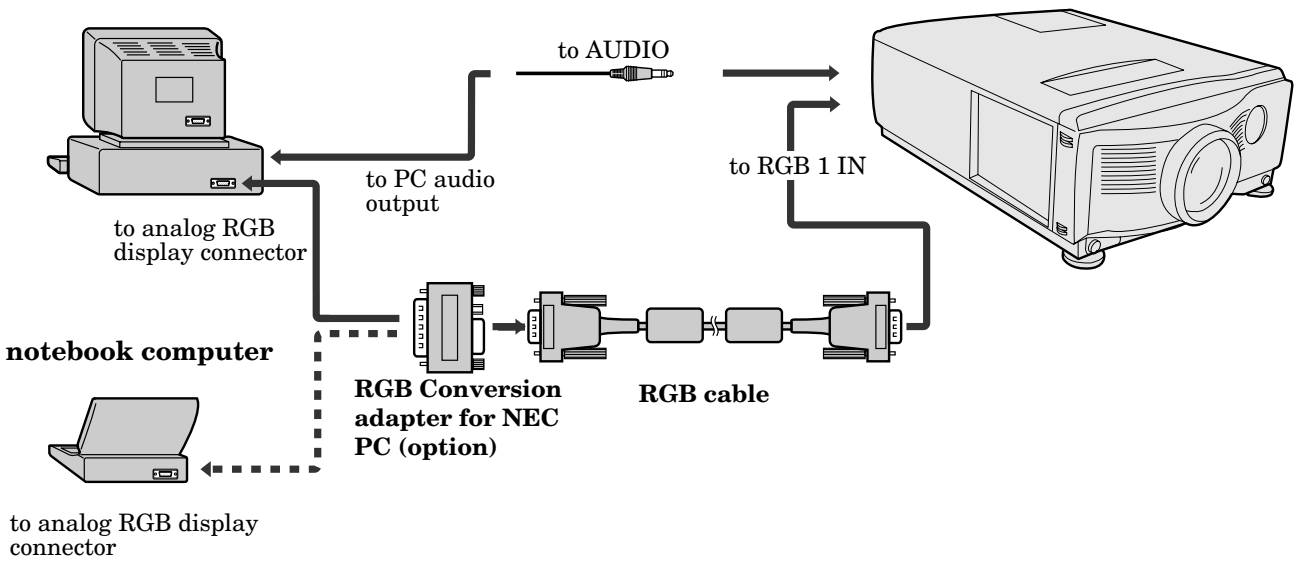 to AUDIO
to RGB 1 IN
to PC audio
output
to analog RGB
display connector
notebook computer
RGB Conversion
adapter for NEC
PC (option)
RGB cable
to analog RGB display
connector